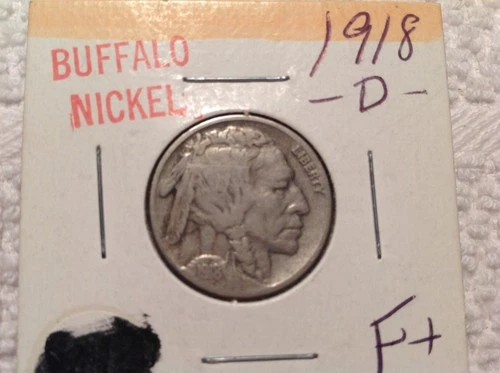 BUFFALO
NICKEL
1918
- D -
LIBERTY
F+